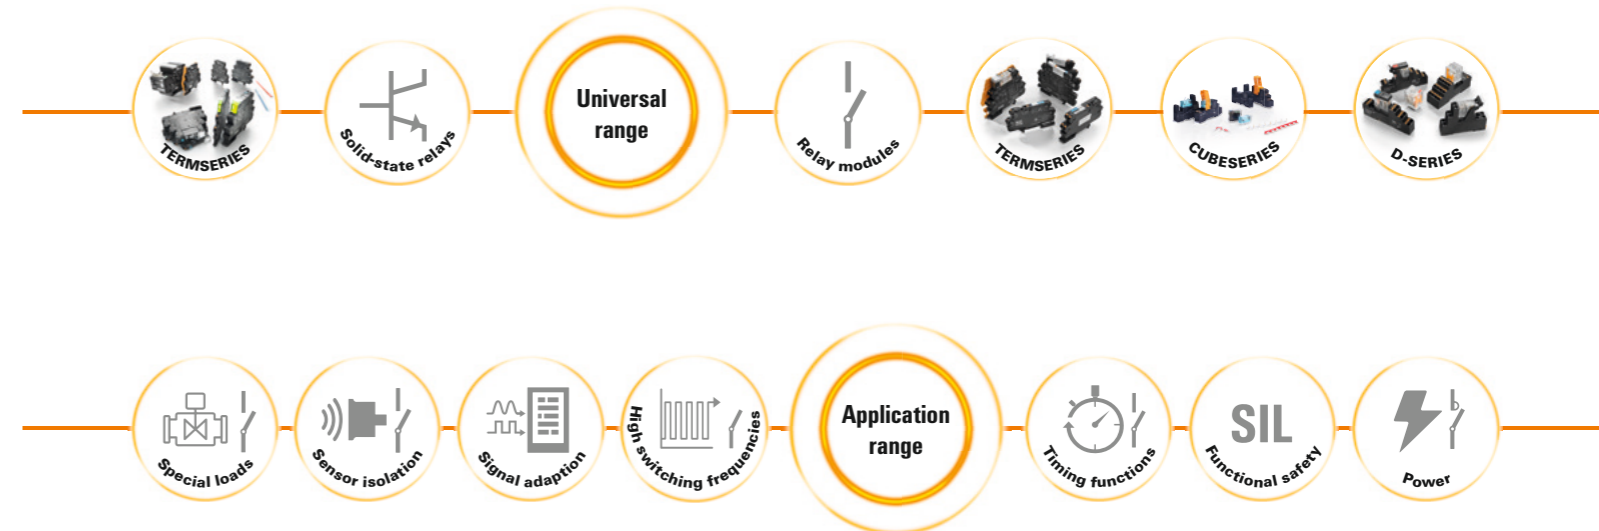 TERMSERIES
Solid-state relays
Universal
range
Relay modules
TERMSERIES
CUBESERIES
D-SERIES
Special loads
Sensor isolation
Signal adaption
High switching frequencies
Application
range
Timing functions
SIL
Functional safety
Power